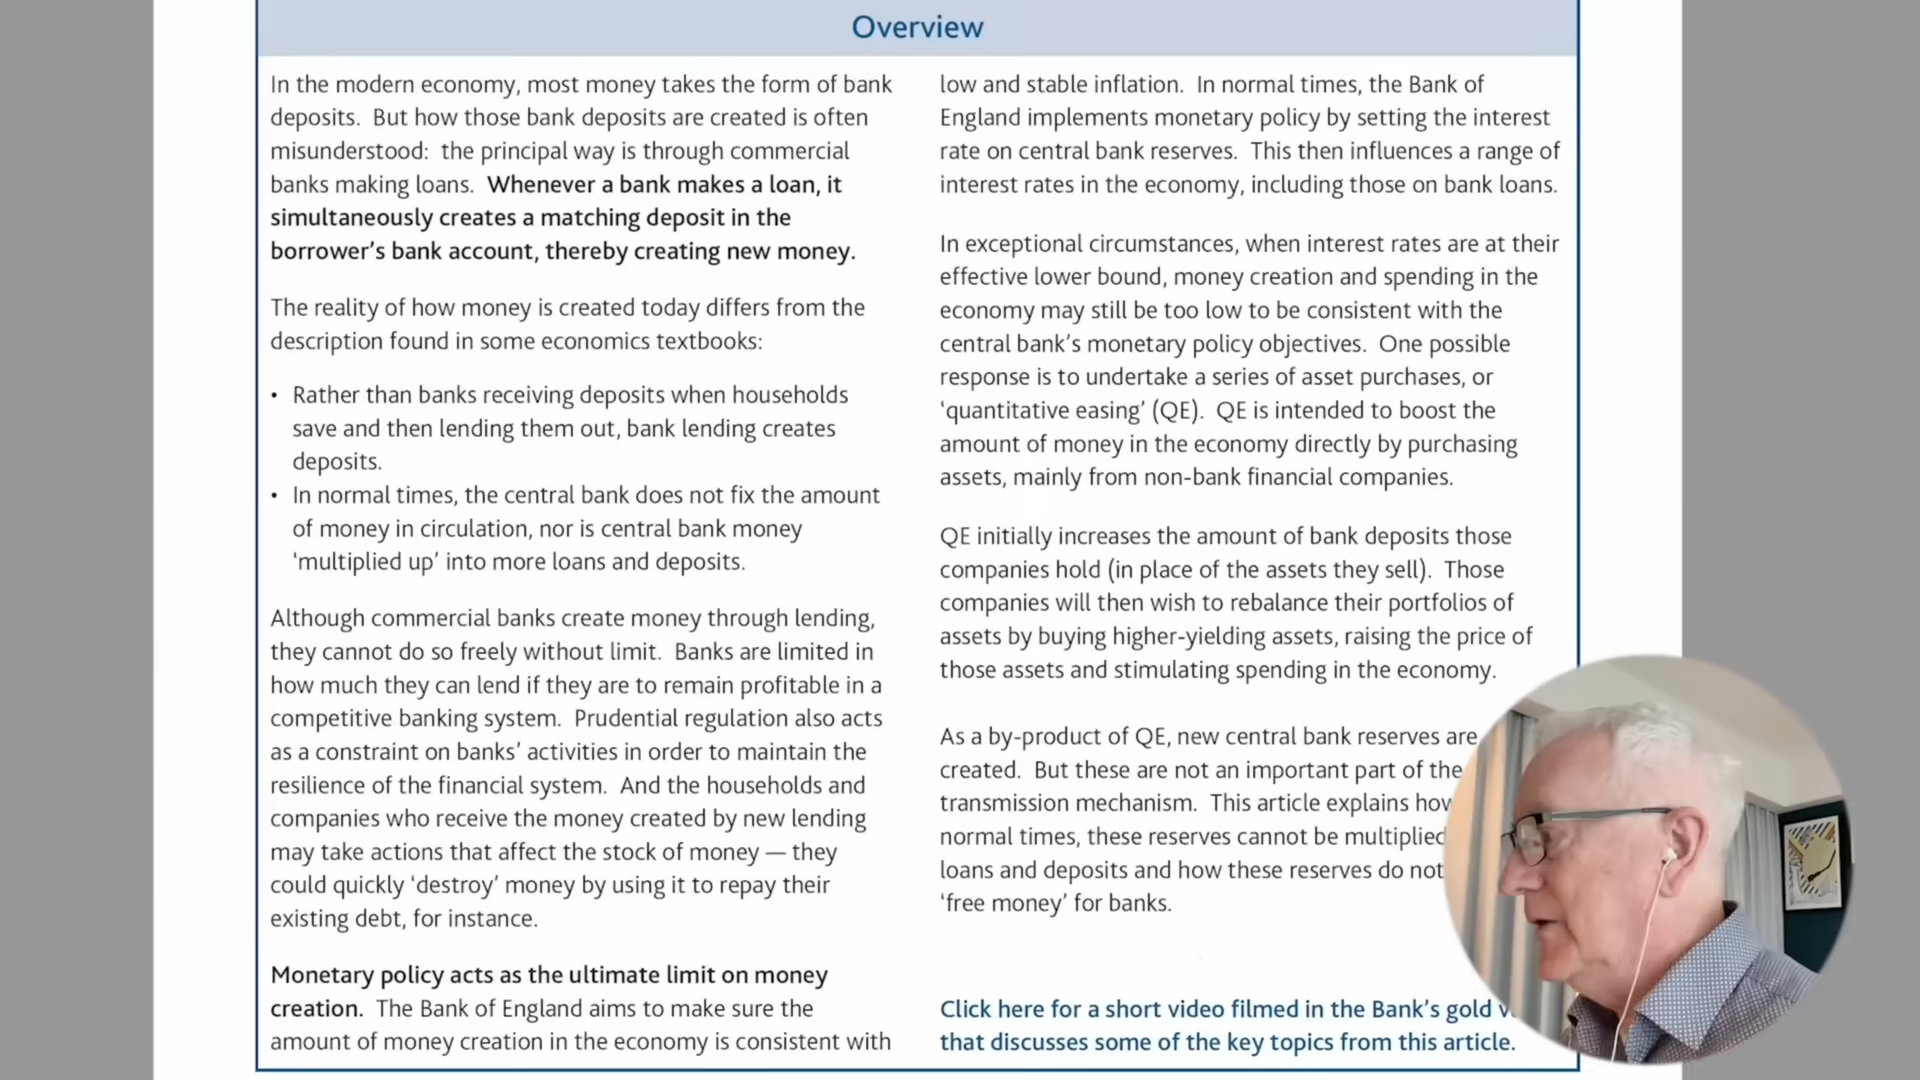 Overview
In the modern economy, most money takes the form of bank
deposits. But how those bank deposits are created is often
misunderstood: the principal way is through commercial
banks making loans. Whenever a bank makes a loan, it
simultaneously creates a matching deposit in the
borrower’s bank account, thereby creating new money.
The reality of how money is created today differs from the
description found in some economics textbooks:
• Rather than banks receiving deposits when households
save and then lending them out, bank lending creates
deposits.
• In normal times, the central bank does not fix the amount
of money in circulation, nor is central bank money
‘multiplied up’ into more loans and deposits.
Although commercial banks create money through lending,
they cannot do so freely without limit. Banks are limited in
how much they can lend if they are to remain profitable in a
competitive banking system. Prudential regulation also acts
as a constraint on banks’ activities in order to maintain the
resilience of the financial system. And the households and
companies who receive the money created by new lending
may take actions that affect the stock of money — they
could quickly ‘destroy’ money by using it to repay their
existing debt, for instance.
Monetary policy acts as the ultimate limit on money
creation. The Bank of England aims to make sure the
amount of money creation in the economy is consistent with
low and stable inflation. In normal times, the Bank of
England implements monetary policy by setting the interest
rate on central bank reserves. This then influences a range of
interest rates in the economy, including those on bank loans.
In exceptional circumstances, when interest rates are at their
effective lower bound, money creation and spending in the
economy may still be too low to be consistent with the
central bank’s monetary policy objectives. One possible
response is to undertake a series of asset purchases, or
‘quantitative easing’ (QE). QE is intended to boost the
amount of money in the economy directly by purchasing
assets, mainly from non-bank financial companies.
QE initially increases the amount of bank deposits those
companies hold (in place of the assets they sell). Those
companies will then wish to rebalance their portfolios of
assets by buying higher-yielding assets, raising the price of
those assets and stimulating spending in the economy.
As a by-product of QE, new central bank reserves are
created. But these are not an important part of the
transmission mechanism. This article explains how
normal times, these reserves cannot be multiplied
loans and deposits and how these reserves do not
‘free money’ for banks.
Click here for a short video filmed in the Bank’s gold
that discusses some of the key topics from this article.